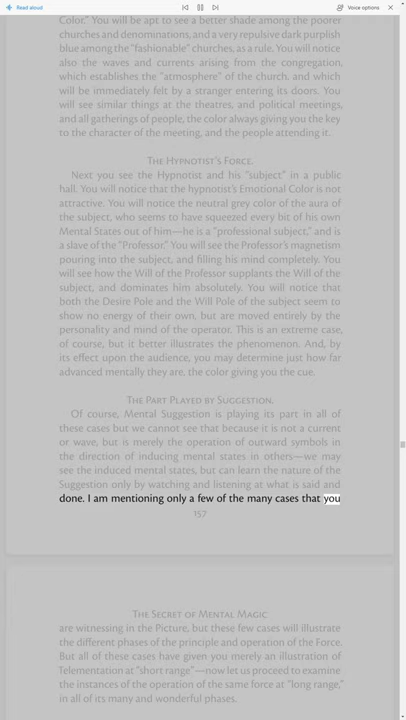 Read aloud
Voice options
Color." You will be apt to see a better shade among the poorer
churches and denominations, and a very repulsive dark purplish
blue among the "fashionable" churches, as a rule. You will notice
also the waves and currents arising from the congregation,
which establishes the "atmosphere" of the church, and which
will be immediately felt by a stranger entering its doors. You
will see similar things at the theatres, and political meetings,
and all gatherings of people, the color always giving you the key
to the character of the meeting, and the people attending it.
The Hypnotist's Force.
Next you see the Hypnotist and his "subject" in a public
hall. You will notice that the hypnotist's Emotional Color is not
attractive. You will notice the neutral grey color of the aura of
the subject, who seems to have squeezed every bit of his own
Mental States out of him—he is a "professional subject," and is
a slave of the "Professor." You will see the Professor's magnetism
pouring into the subject, and filling his mind completely. You
will see how the Will of the Professor supplants the Will of the
subject, and dominates him absolutely. You will notice that
both the Desire Pole and the Will Pole of the subject seem to
show no energy of their own, but are moved entirely by the
personality and mind of the operator. This is an extreme case,
of course, but it better illustrates the phenomenon. And, by
its effect upon the audience, you may determine just how far
advanced mentally they are, the color giving you the cue.
The Part Played by Suggestion.
Of course, Mental Suggestion is playing its part in all of
these cases but we cannot see that because it is not a current
or wave, but is merely the operation of outward symbols in
the direction of inducing mental states in others—we may
see the induced mental states, but can learn the nature of the
Suggestion only by watching and listening at what is said and
done. I am mentioning only a few of the many cases that you
157
The Secret of Mental Magic
are witnessing in the Picture, but these few cases will illustrate
the different phases of the principle and operation of the Force.
But all of these cases have given you merely an illustration of
Telementation at "short range"—now let us proceed to examine
the instances of the operation of the same force at "long range,"
in all of its many and wonderful phases.